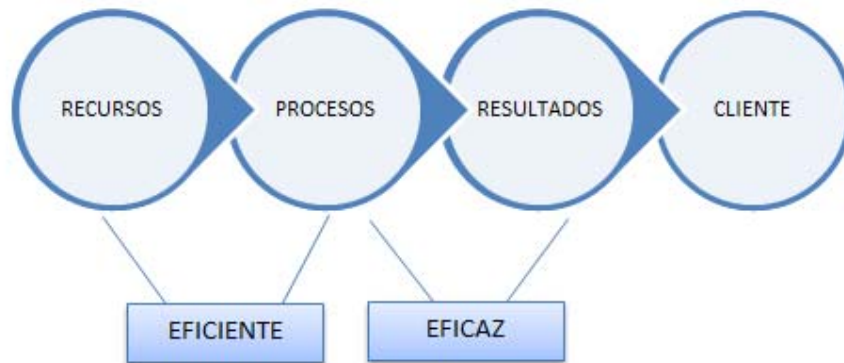 RECURSOS
PROCESOS
RESULTADOS
CLIENTE
EFICIENTE
EFICAZ